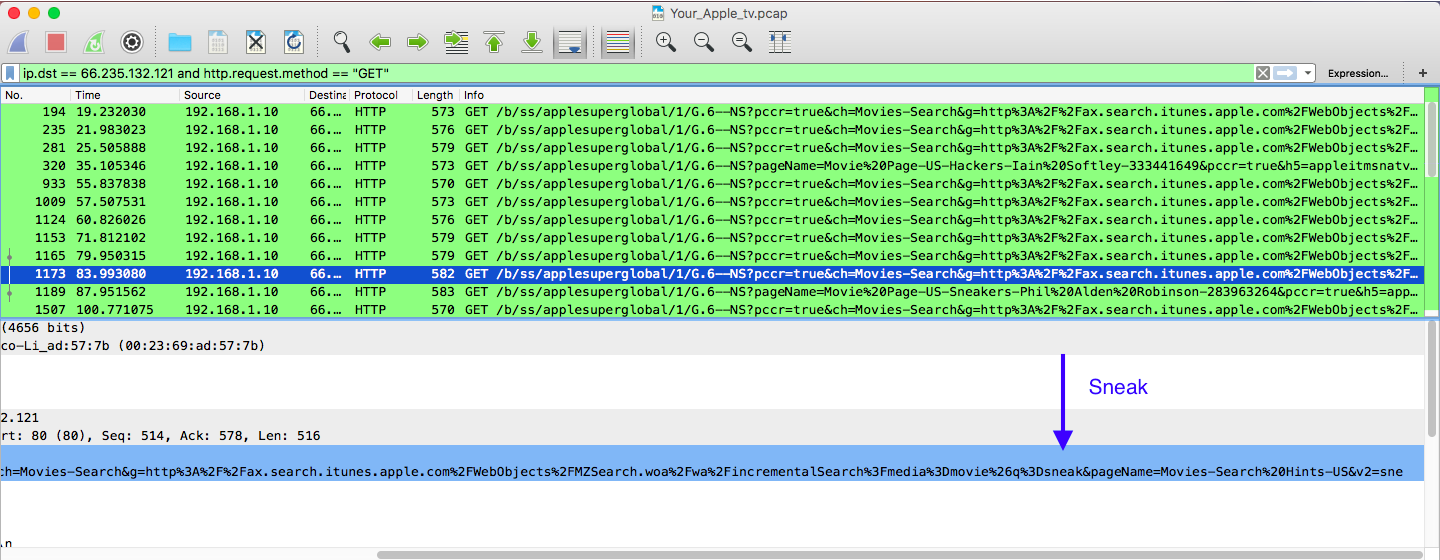 Your_Apple_tv.pcap
ip.dst == 66.235.132.121 and http.request.method == "GET" Expression... +
No. Time Source Destina Protocol Length Info
194 19.232030 192.168.1.10 66.… HTTP 573 GET /b/ss/applesuperglobal/1/G.6--NS?pccr=true&ch=Movies-Search&g=http%3A%2F%2Fax.search.itunes.apple.com%2FWebObjects%2F…
235 21.983023 192.168.1.10 66.… HTTP 576 GET /b/ss/applesuperglobal/1/G.6--NS?pccr=true&ch=Movies-Search&g=http%3A%2F%2Fax.search.itunes.apple.com%2FWebObjects%2F…
281 25.505888 192.168.1.10 66.… HTTP 579 GET /b/ss/applesuperglobal/1/G.6--NS?pccr=true&ch=Movies-Search&g=http%3A%2F%2Fax.search.itunes.apple.com%2FWebObjects%2F…
320 35.105346 192.168.1.10 66.… HTTP 573 GET /b/ss/applesuperglobal/1/G.6--NS?pageName=Movie%20Page-US-Hackers-Iain%20Softley-333441649&pccr=true&h5=appleitmsnatv…
933 55.837838 192.168.1.10 66.… HTTP 570 GET /b/ss/applesuperglobal/1/G.6--NS?pccr=true&ch=Movies-Search&g=http%3A%2F%2Fax.search.itunes.apple.com%2FWebObjects%2F…
1009 57.507531 192.168.1.10 66.… HTTP 573 GET /b/ss/applesuperglobal/1/G.6--NS?pccr=true&ch=Movies-Search&g=http%3A%2F%2Fax.search.itunes.apple.com%2FWebObjects%2F…
1124 60.826026 192.168.1.10 66.… HTTP 576 GET /b/ss/applesuperglobal/1/G.6--NS?pccr=true&ch=Movies-Search&g=http%3A%2F%2Fax.search.itunes.apple.com%2FWebObjects%2F…
1153 71.812102 192.168.1.10 66.… HTTP 579 GET /b/ss/applesuperglobal/1/G.6--NS?pccr=true&ch=Movies-Search&g=http%3A%2F%2Fax.search.itunes.apple.com%2FWebObjects%2F…
1165 79.950315 192.168.1.10 66.… HTTP 579 GET /b/ss/applesuperglobal/1/G.6--NS?pccr=true&ch=Movies-Search&g=http%3A%2F%2Fax.search.itunes.apple.com%2FWebObjects%2F…
1173 83.993080 192.168.1.10 66.… HTTP 582 GET /b/ss/applesuperglobal/1/G.6--NS?pccr=true&ch=Movies-Search&g=http%3A%2F%2Fax.search.itunes.apple.com%2FWebObjects%2F…
1189 87.951562 192.168.1.10 66.… HTTP 583 GET /b/ss/applesuperglobal/1/G.6--NS?pageName=Movie%20Page-US-Sneakers-Phil%20Alden%20Robinson-283963264&pccr=true&h5=app…
1507 100.771075 192.168.1.10 66.… HTTP 570 GET /b/ss/applesuperglobal/1/G.6--NS?pccr=true&ch=Movies-Search&g=http%3A%2F%2Fax.search.itunes.apple.com%2FWebObjects%2F…
(4656 bits)
co-Li_ad:57:7b (00:23:69:ad:57:7b)
Sneak
2.121
rt: 80 (80), Seq: 514, Ack: 578, Len: 516
ch=Movies-Search&g=http%3A%2F%2Fax.search.itunes.apple.com%2FWebObjects%2FMZSearch.woa%2Fwa%2FincrementalSearch%3Fmedia%3Dmovie%26q%3Dsneak&pageName=Movies-Search%20Hints-US&v2=sne
\n